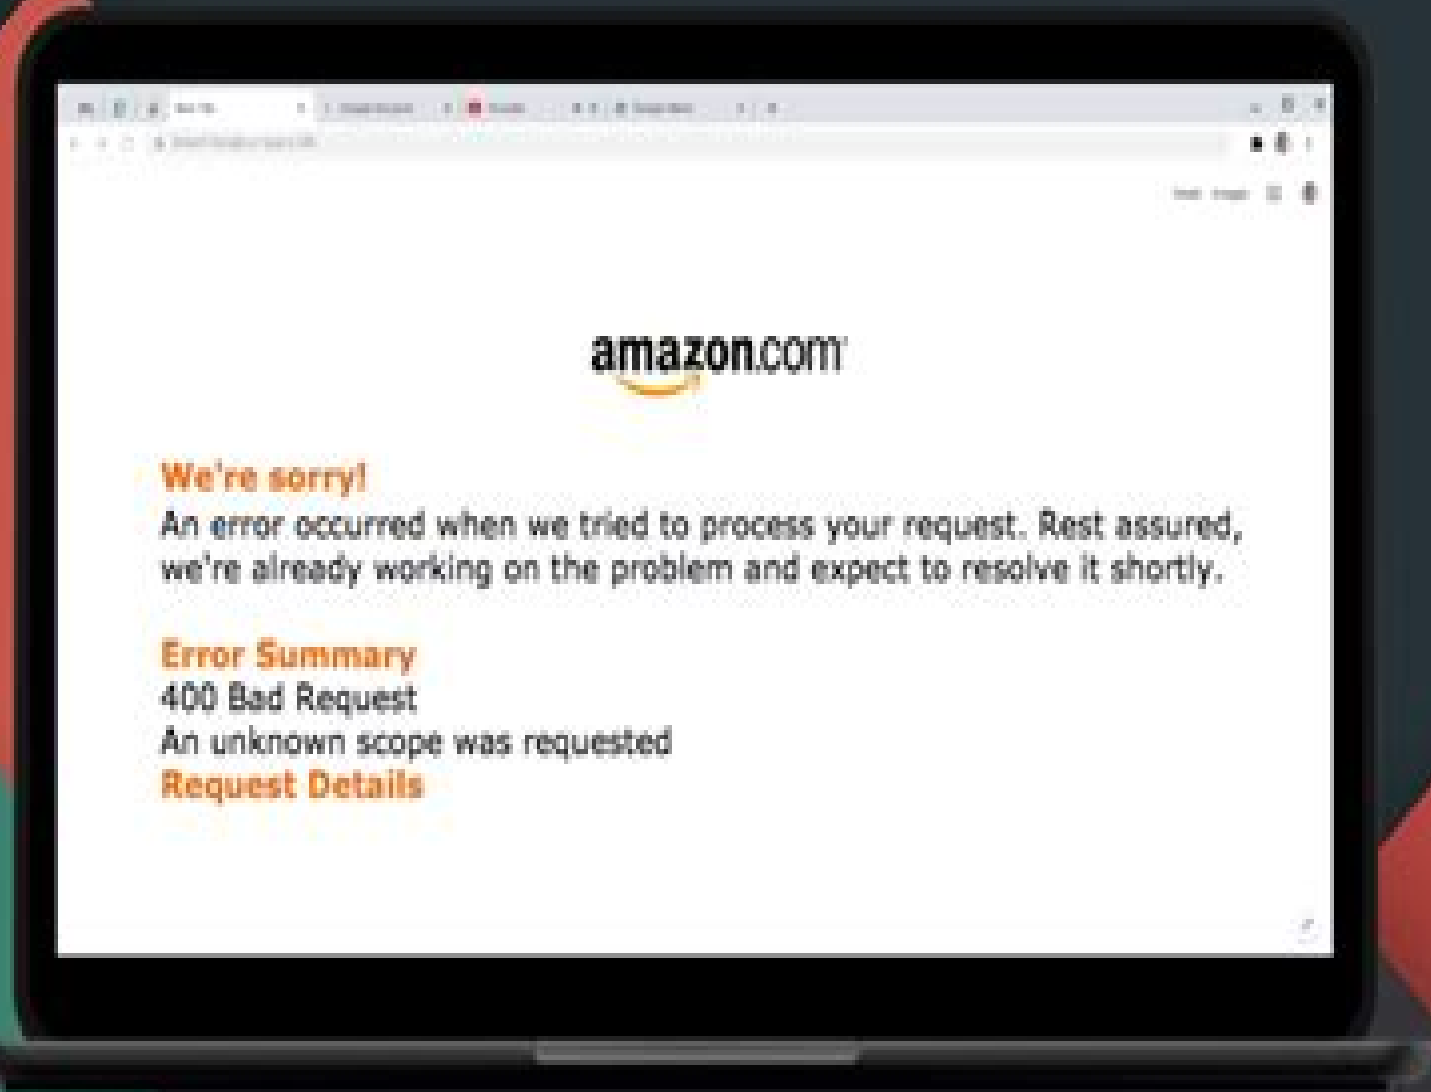 amazon.com
We're sorry!
An error occurred when we tried to process your request. Rest assured,
we're already working on the problem and expect to resolve it shortly.
Error Summary
400 Bad Request
An unknown scope was requested
Request Details